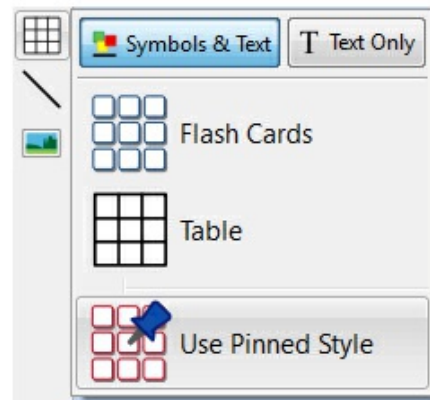 Symbols & Text
T Text Only
Flash Cards
Table
Use Pinned Style